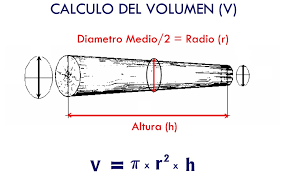 CALCULO DEL VOLUMEN (V)
Diametro Medio/2 = Radio (r)
Altura (h)
v = π x r² x h